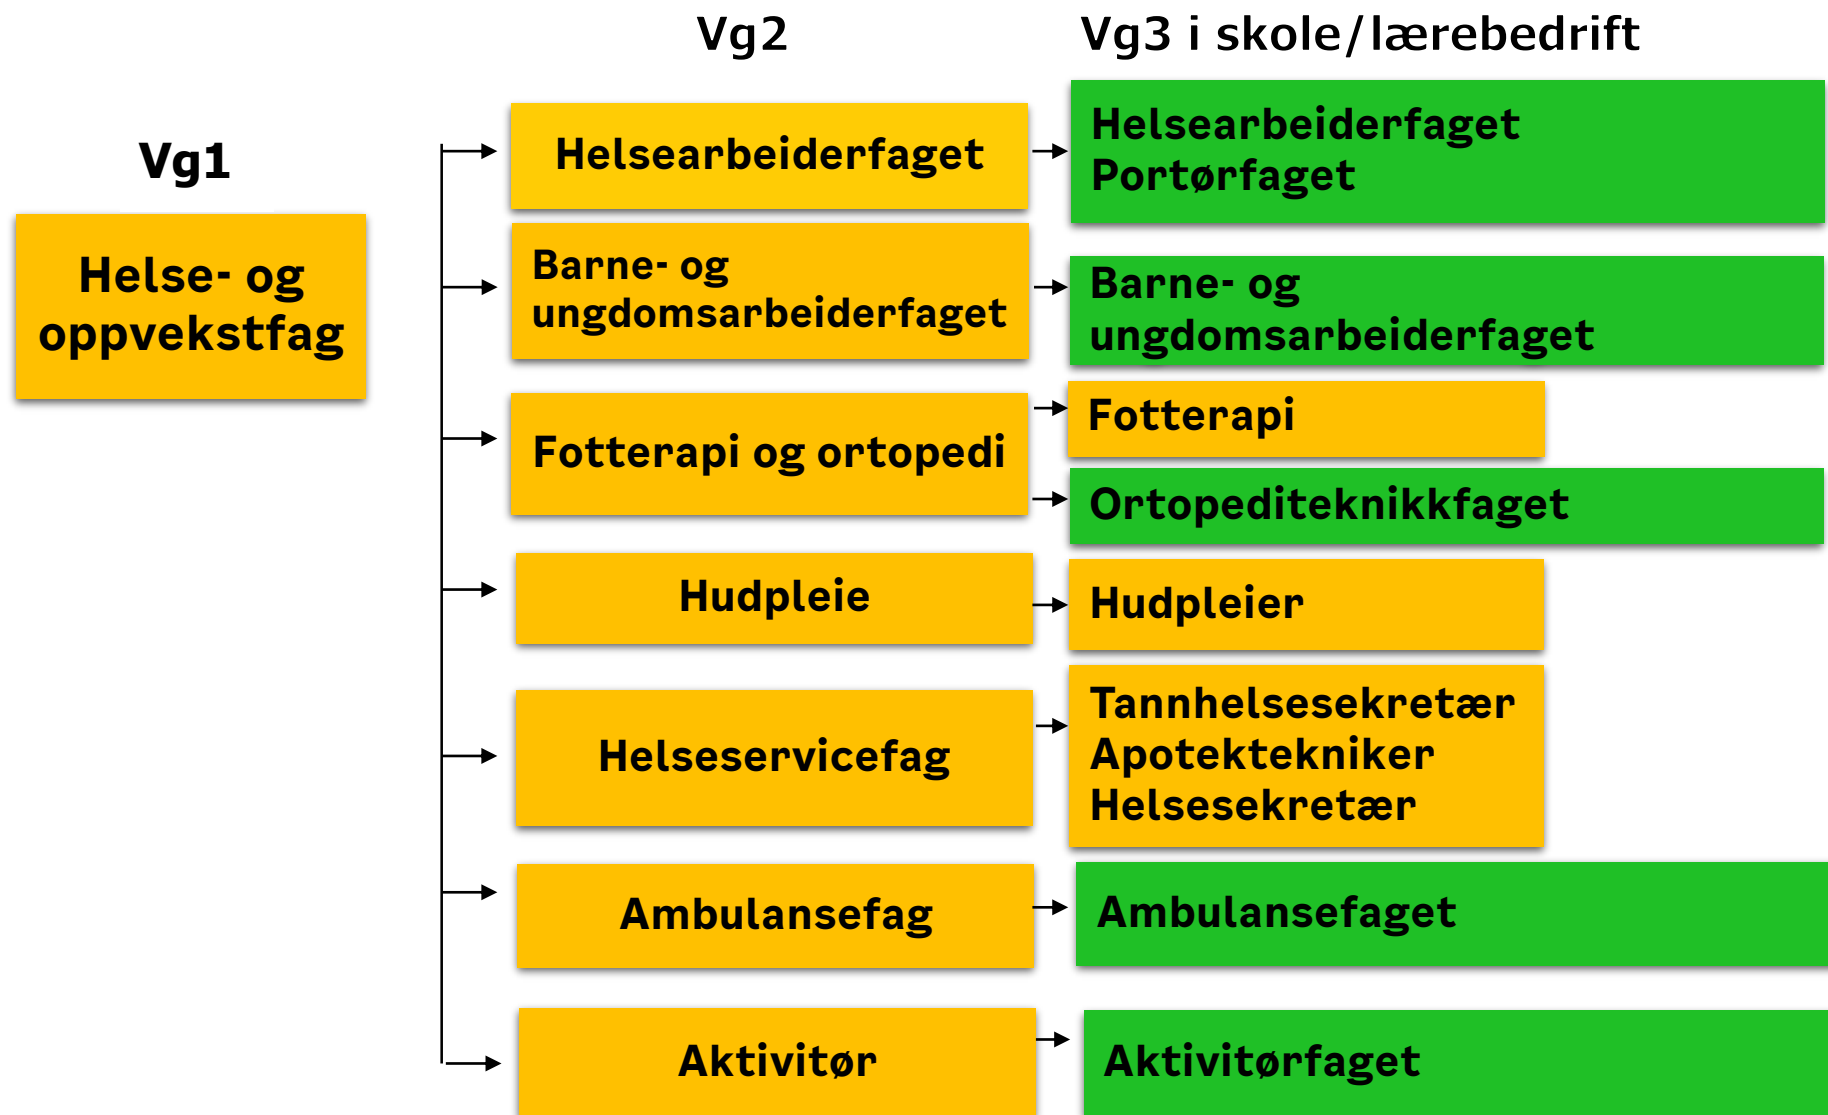 Vg2
Vg3 i skole/lærebedrift
Vg1
Helse- og
oppvekstfag
Helsearbeiderfaget
Helsearbeiderfaget
Portørfaget
Barne- og
ungdomsarbeiderfaget
Barne- og
ungdomsarbeiderfaget
Fotterapi og ortopedi
Fotterapi
Ortopediteknikkfaget
Hudpleie
Hudpleier
Helseservicefag
Tannhelsesekretær
Apotektekniker
Helsesekretær
Ambulansefag
Ambulansefaget
Aktivitør
Aktivitørfaget